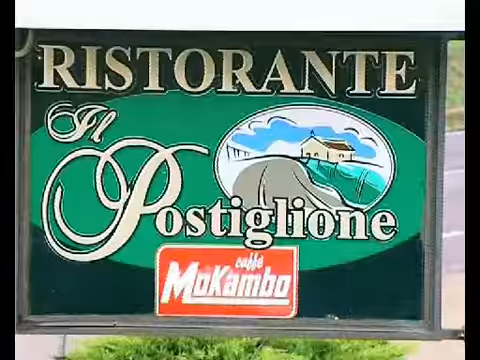 RISTORANTE
Il
Postiglione
caffè
MoKambo